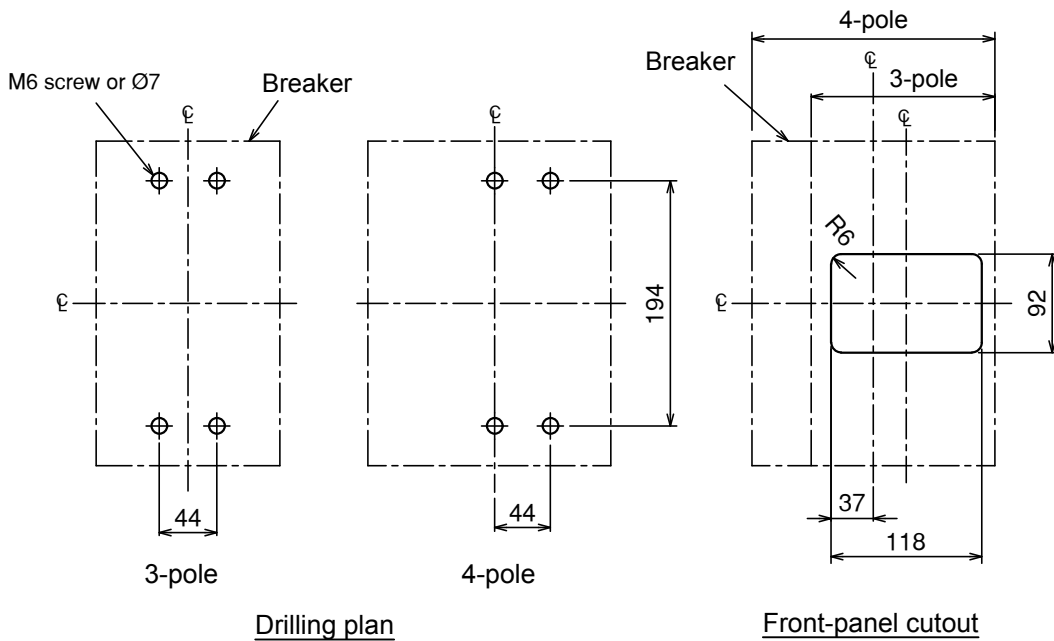 M6 screw or Ø7
Breaker
℄
℄
44
3-pole
℄
194
44
4-pole
Drilling plan
4-pole
Breaker
℄
3-pole
℄
R6
℄
92
37
118
Front-panel cutout